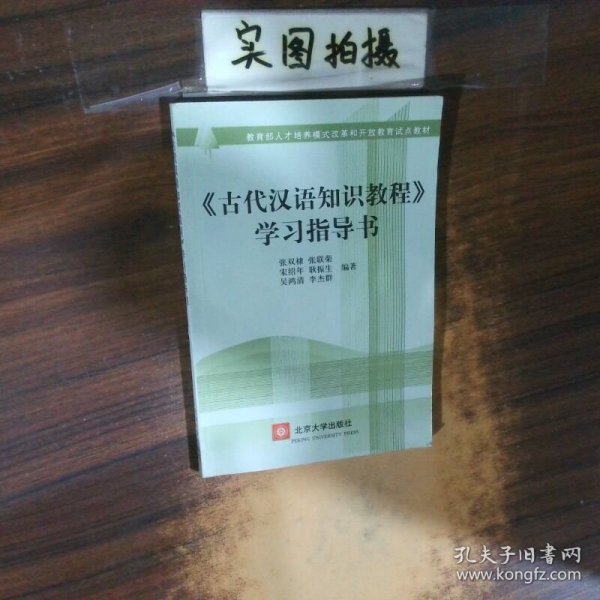 实图拍摄
教育部人才培养模式改革和开放教育试点教材
《古代汉语知识教程》
学习指导书
张双棣 张联荣
宋绍年 耿振生 编著
吴鸿清 李杰群
北京大学出版社
PEKING UNIVERSITY PRESS
孔夫子旧书网
www.kongfz.com